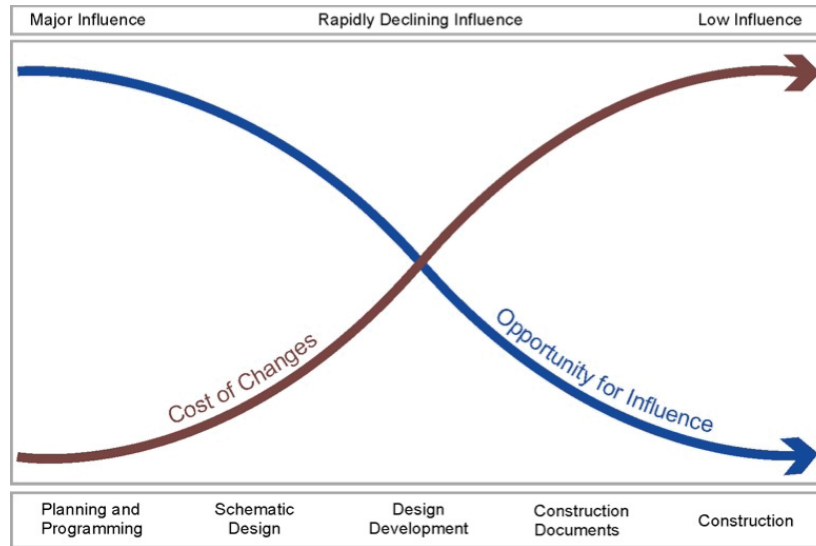 Major Influence
Rapidly Declining Influence
Low Influence
Cost of Changes
Opportunity for Influence
Planning and
Programming
Schematic
Design
Design
Development
Construction
Documents
Construction